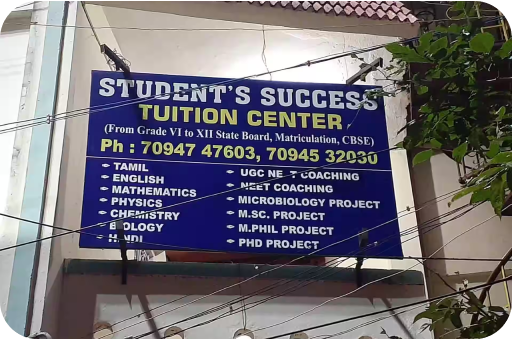 STUDENT'S SUCCESS
TUITION CENTER
(From Grade VI to XII State Board, Matriculation, CBSE)
Ph : 70947 47603, 70945 32030
TAMIL
ENGLISH
MATHEMATICS
PHYSICS
CHEMISTRY
BIOLOGY
HINDI
UGC NET COACHING
NEET COACHING
MICROBIOLOGY PROJECT
M.SC. PROJECT
M.PHIL PROJECT
PHD PROJECT